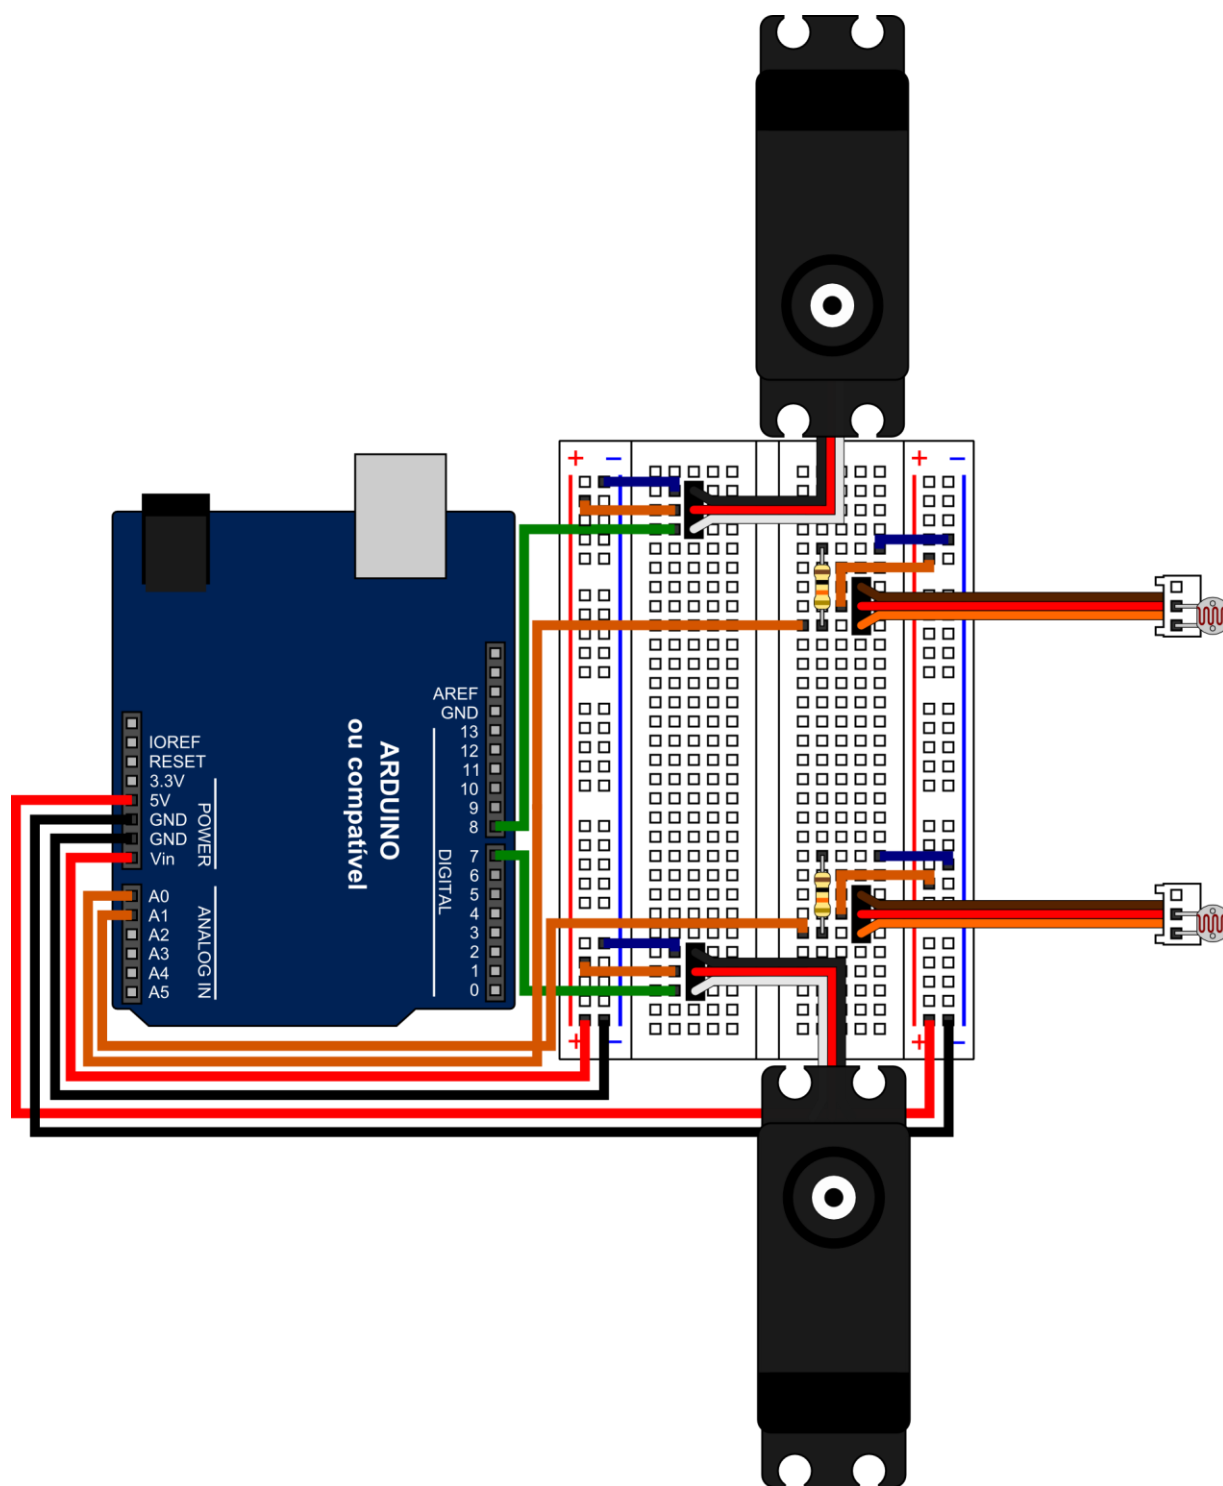 + −
+ −
AREF
GND
13
12
11
10
9
8
7
6
5
4
3
2
1
0
DIGITAL
ARDUINO
ou compatível
IOREF
RESET
3.3V
5V
GND
GND
Vin
POWER
A0
A1
A2
A3
A4
A5
ANALOG IN
+ −
+ −